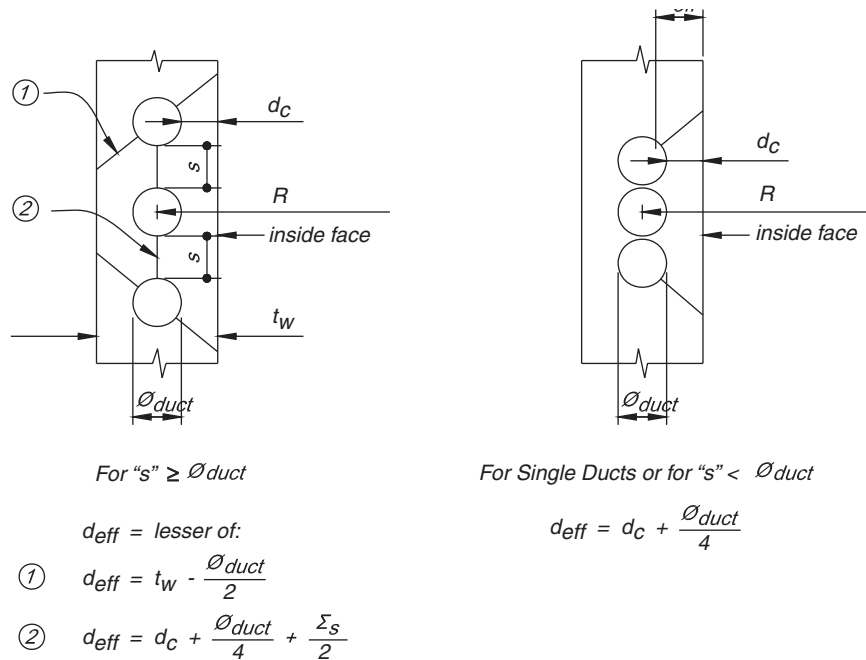 1
d_c
s
R
2
inside face
s
t_w
Ø_duct
For “s” ≥ Ø_duct
d_eff = lesser of:
1 d_eff = t_w - Ø_duct/2
2 d_eff = d_c + Ø_duct/4 + Σ_s/2
d_c
R
inside face
Ø_duct
For Single Ducts or for “s” < Ø_duct
d_eff = d_c + Ø_duct/4